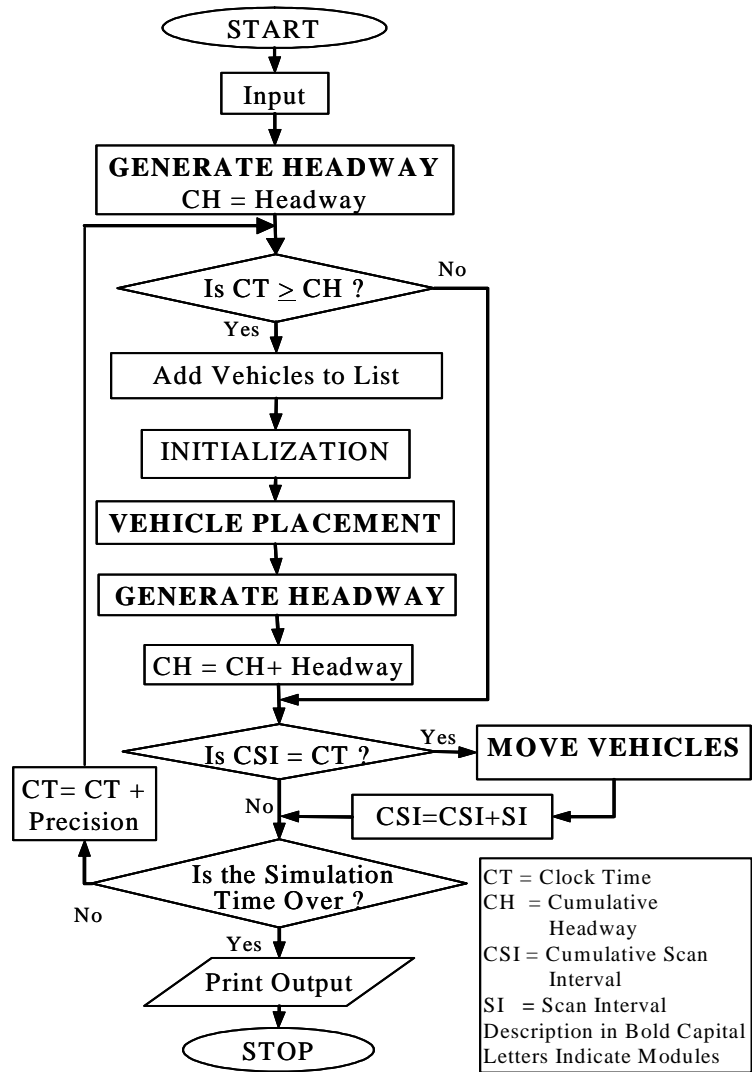 START
Input
GENERATE HEADWAY
CH = Headway
No
Is CT ≥ CH ?
Yes
Add Vehicles to List
INITIALIZATION
VEHICLE PLACEMENT
GENERATE HEADWAY
CH = CH+ Headway
Is CSI = CT ?
Yes
MOVE VEHICLES
CT= CT +
Precision
No
CSI=CSI+SI
Is the Simulation
Time Over ?
No
Yes
Print Output
STOP
CT = Clock Time
CH = Cumulative
Headway
CSI = Cumulative Scan
Interval
SI = Scan Interval
Description in Bold Capital
Letters Indicate Modules